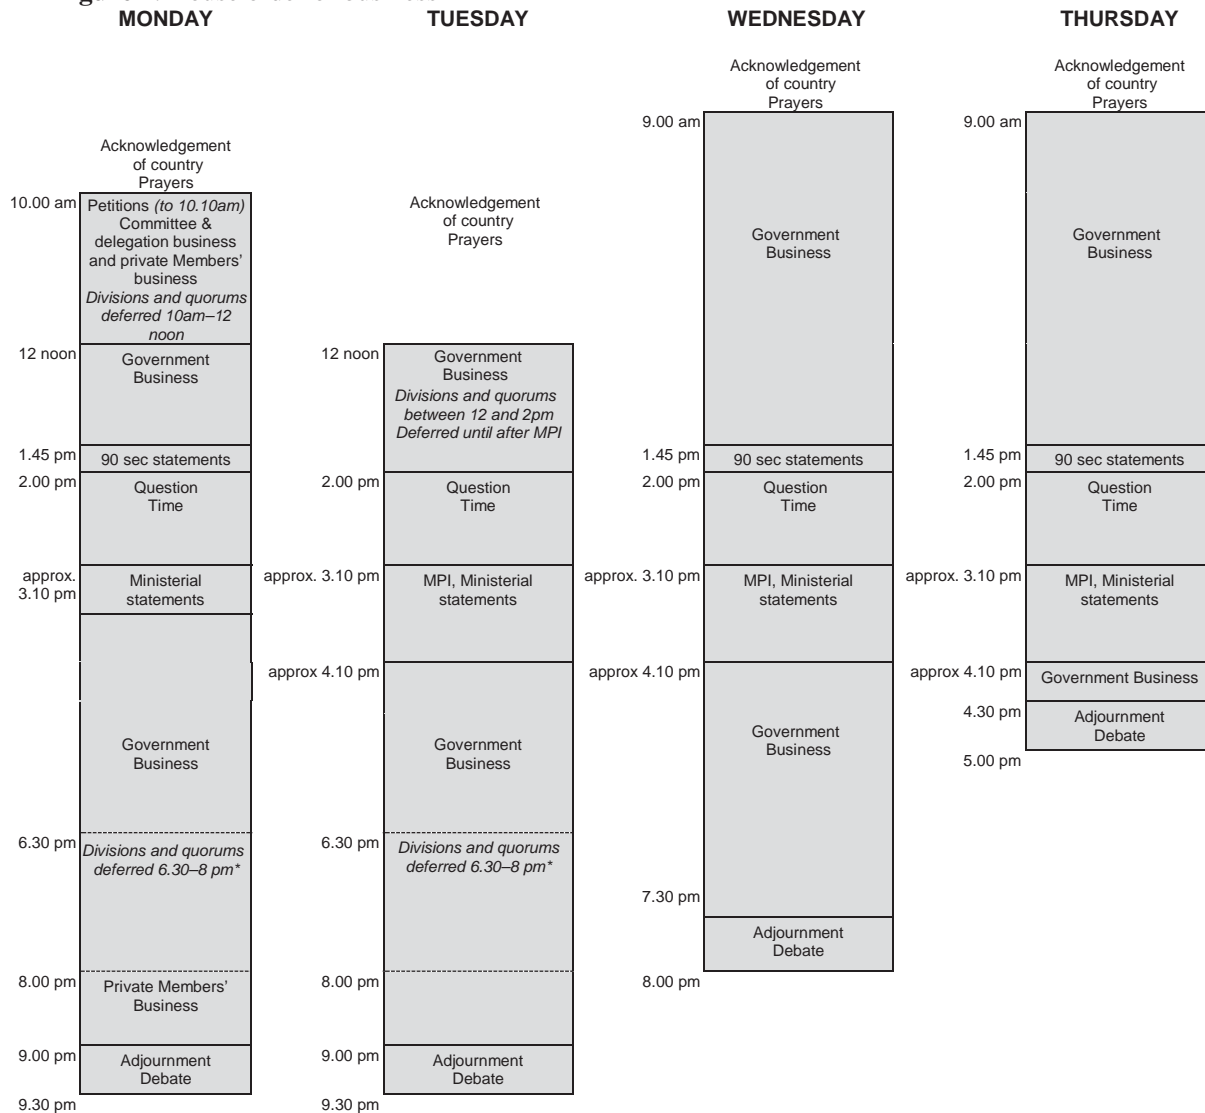 MONDAY
Acknowledgement
of country
Prayers
10.00 am
Petitions (to 10.10am)
Committee &
delegation business
and private Members'
business
Divisions and quorums
deferred 10am–12
noon
12 noon
Government
Business
1.45 pm
90 sec statements
2.00 pm
Question
Time
approx.
3.10 pm
Ministerial
statements
Government
Business
6.30 pm
Divisions and quorums
deferred 6.30–8 pm*
8.00 pm
Private Members'
Business
9.00 pm
Adjournment
Debate
9.30 pm
TUESDAY
Acknowledgement
of country
Prayers
12 noon
Government
Business
Divisions and quorums
between 12 and 2pm
Deferred until after MPI
2.00 pm
Question
Time
approx. 3.10 pm
MPI, Ministerial
statements
approx 4.10 pm
Government
Business
6.30 pm
Divisions and quorums
deferred 6.30–8 pm*
8.00 pm
9.00 pm
Adjournment
Debate
9.30 pm
WEDNESDAY
Acknowledgement
of country
Prayers
9.00 am
Government
Business
1.45 pm
90 sec statements
2.00 pm
Question
Time
approx. 3.10 pm
MPI, Ministerial
statements
approx 4.10 pm
Government
Business
7.30 pm
Adjournment
Debate
8.00 pm
THURSDAY
Acknowledgement
of country
Prayers
9.00 am
Government
Business
1.45 pm
90 sec statements
2.00 pm
Question
Time
approx. 3.10 pm
MPI, Ministerial
statements
approx 4.10 pm
Government Business
4.30 pm
Adjournment
Debate
5.00 pm